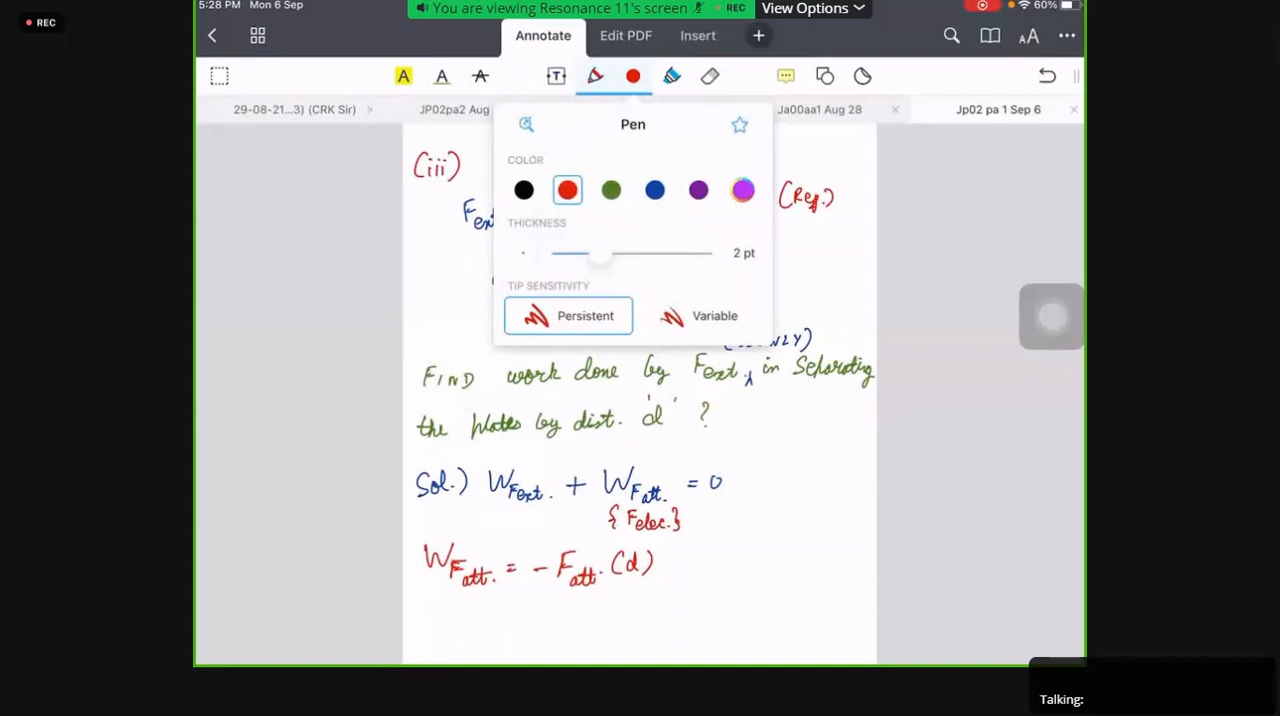 REC
5:28 PM Mon 6 Sep
You are viewing Resonance 11's screen REC View Options
60%
Annotate Edit PDF Insert +
AA
A A A T
29-08-21...3) (CRK Sir) > JP02pa2 Aug Ja00aa1 Aug 28 × Jp02 pa 1 Sep 6 ×
Pen
(iii)
COLOR
(Rep.)
Fext
THICKNESS
2 pt
TIP SENSITIVITY
Persistent Variable
FIND work done by Fext. in Separating
the plates by dist. 'd' ?
Sol.) WFext. + WFatt. = 0
{Felec.}
WFatt. = - Fatt. (d)
Talking: